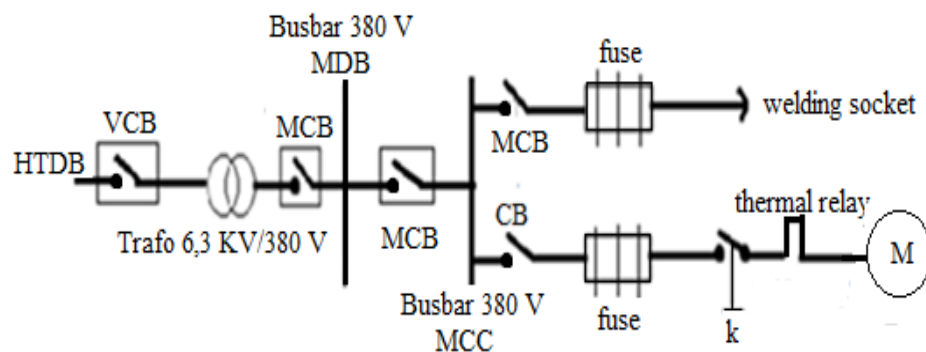 Busbar 380 V
MDB
fuse
VCB
MCB
MCB
welding socket
HTDB
Trafo 6,3 KV/380 V
MCB
CB
thermal relay
M
Busbar 380 V
MCC
fuse
k